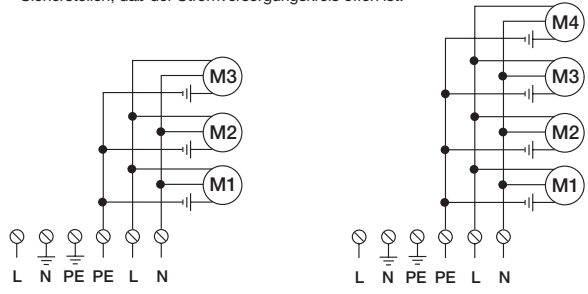 Sicherstellen, daß der Stromversorgungskreis offen ist.
M3
M2
M1
L N PE PE L N
M4
M3
M2
M1
L N PE PE L N